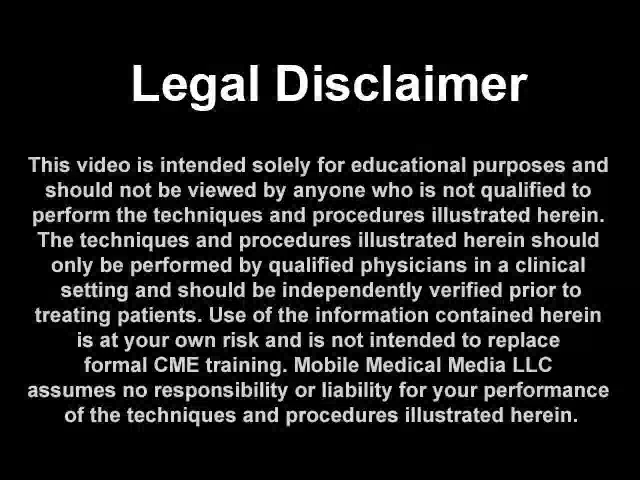 Legal Disclaimer
This video is intended solely for educational purposes and
should not be viewed by anyone who is not qualified to
perform the techniques and procedures illustrated herein.
The techniques and procedures illustrated herein should
only be performed by qualified physicians in a clinical
setting and should be independently verified prior to
treating patients. Use of the information contained herein
is at your own risk and is not intended to replace
formal CME training. Mobile Medical Media LLC
assumes no responsibility or liability for your performance
of the techniques and procedures illustrated herein.